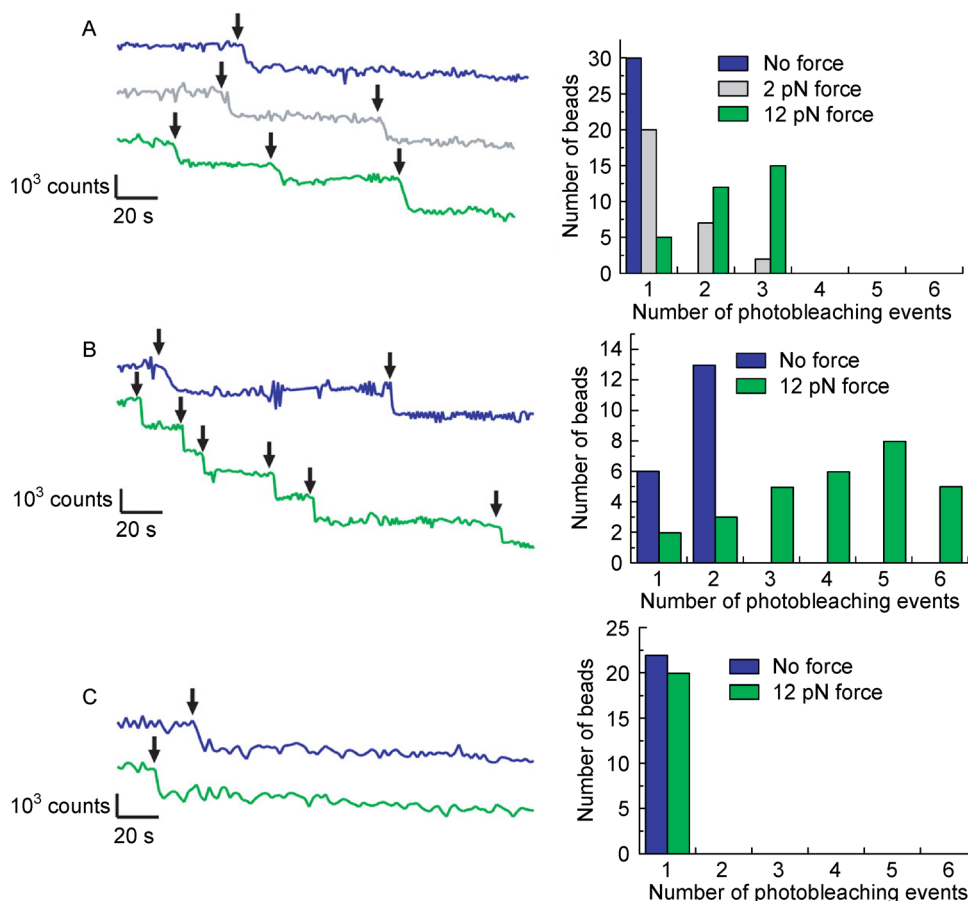 A
10³ counts
20 s
30
25
20
15
10
5
0
Number of beads
No force
2 pN force
12 pN force
1 2 3 4 5 6
Number of photobleaching events
B
10³ counts
20 s
14
12
10
8
6
4
2
0
Number of beads
No force
12 pN force
1 2 3 4 5 6
Number of photobleaching events
C
10³ counts
20 s
25
20
15
10
5
0
Number of beads
No force
12 pN force
1 2 3 4 5 6
Number of photobleaching events